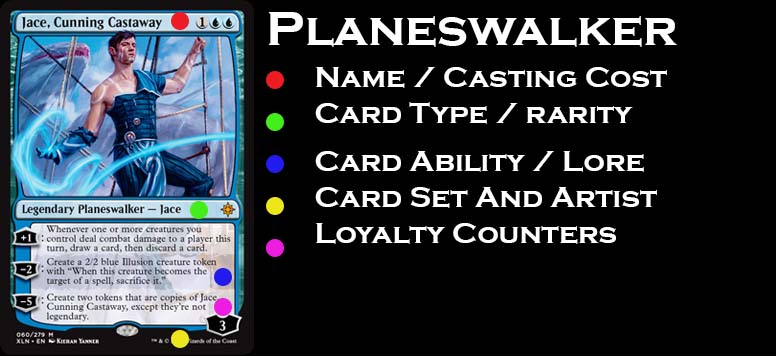 Jace, Cunning Castaway 1
Legendary Planeswalker — Jace
+1: Whenever one or more creatures you
control deal combat damage to a player this
turn, draw a card, then discard a card.
−2: Create a 2/2 blue Illusion creature token
with “When this creature becomes the
target of a spell, sacrifice it.”
−5: Create two tokens that are copies of Jace
Cunning Castaway, except they're not
legendary.
3
060/279 M
XLN • EN KIERAN YANNER
™ & © of the Coast
PLANESWALKER
NAME / CASTING COST
CARD TYPE / RARITY
CARD ABILITY / LORE
CARD SET AND ARTIST
LOYALTY COUNTERS